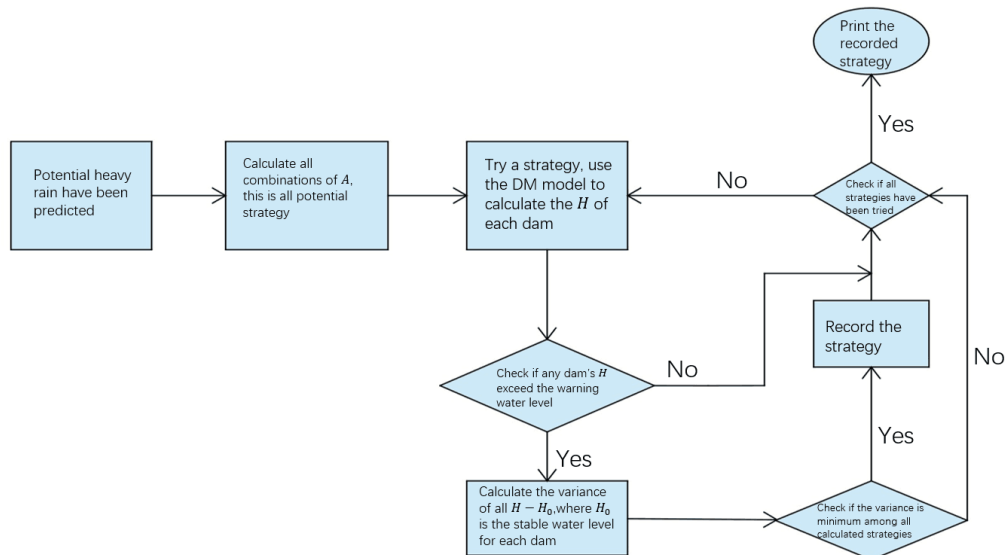 Print the
recorded
strategy
Yes
Potential heavy
rain have been
predicted
Calculate all
combinations of A,
this is all potential
strategy
Try a strategy, use
the DM model to
calculate the H of
each dam
No
Check if all
strategies have
been tried
Record the
strategy
No
Check if any dam's H
exceed the warning
water level
No
Yes
Yes
Calculate the variance
of all H − H₀,where H₀
is the stable water level
for each dam
Check if the variance is
minimum among all
calculated strategies